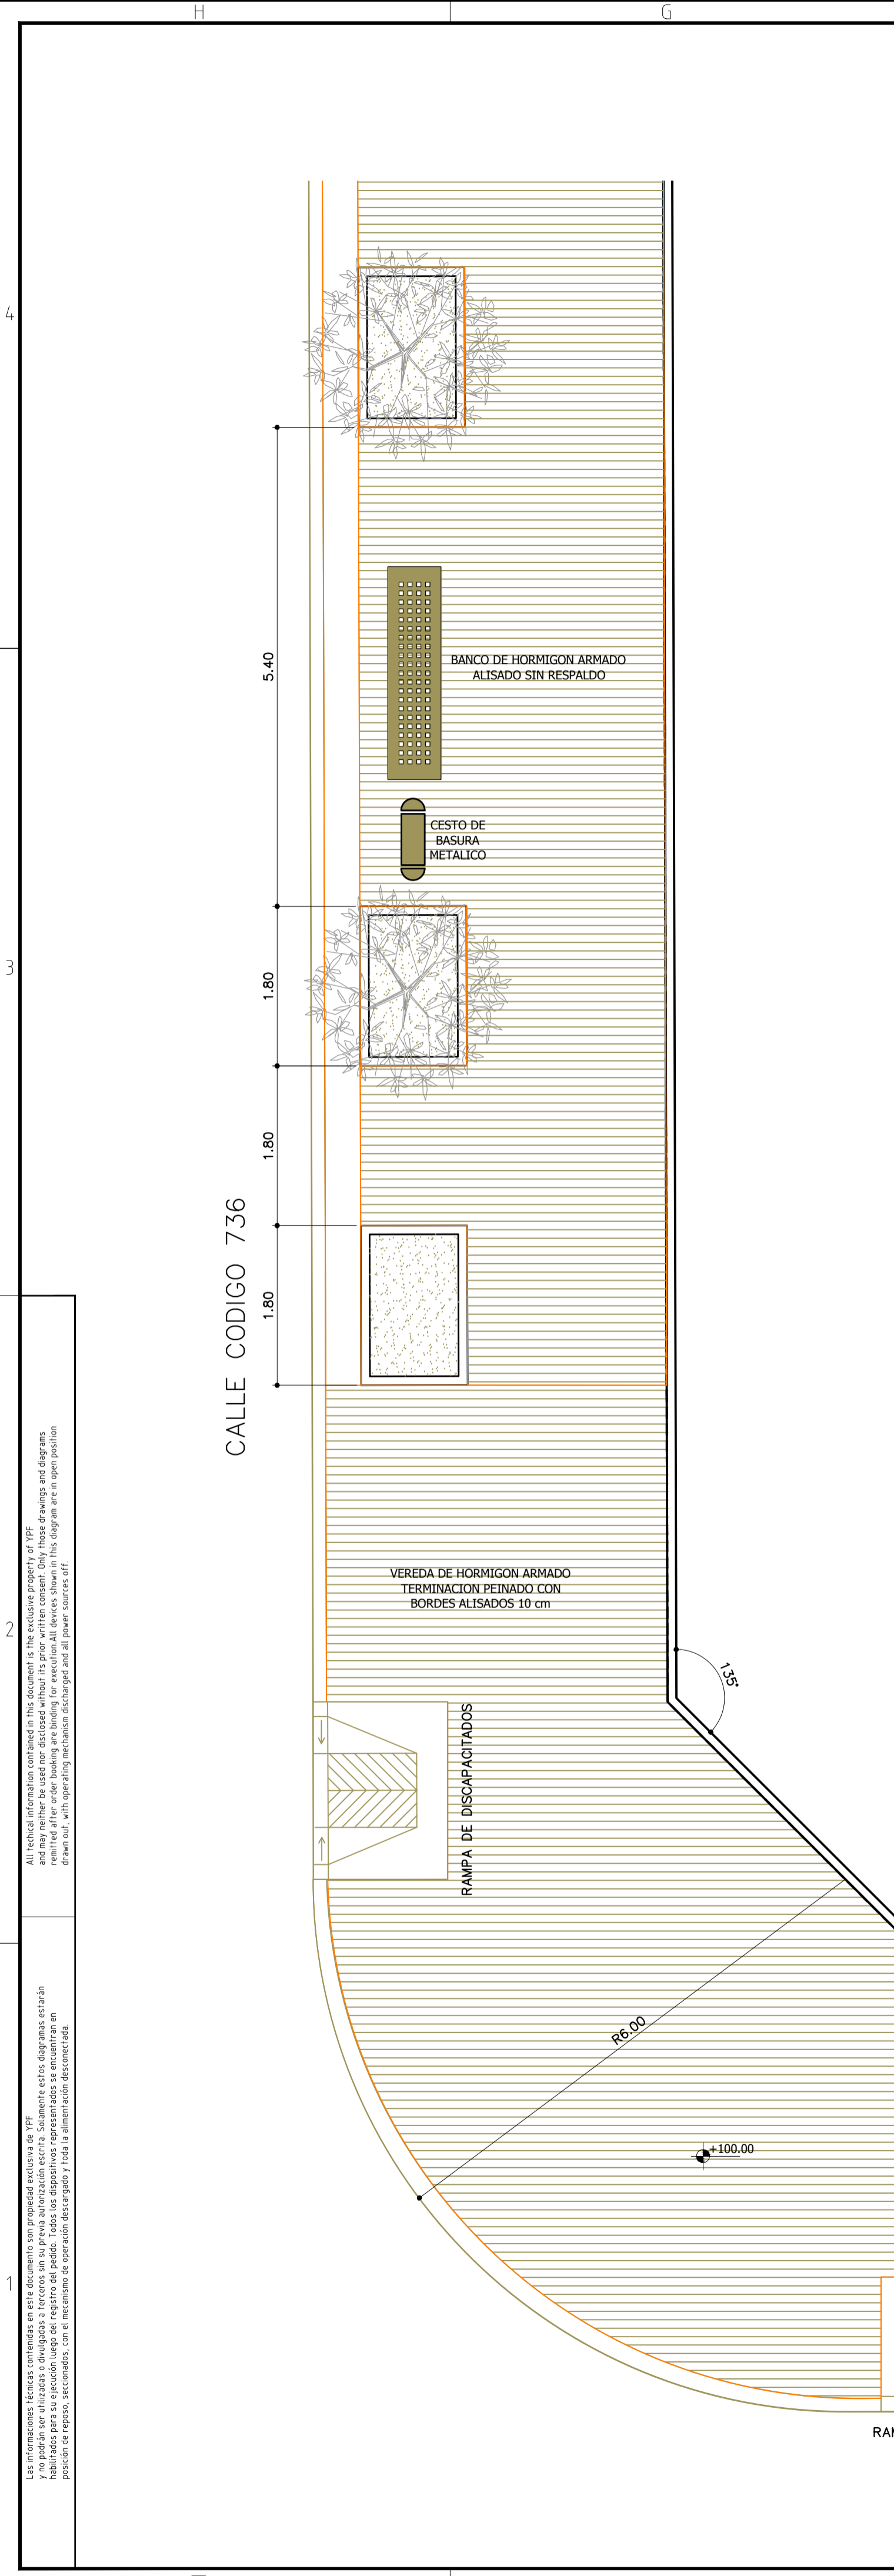 H
G
4
3
2
1
5.40
BANCO DE HORMIGON ARMADO
ALISADO SIN RESPALDO
CESTO DE
BASURA
METALICO
1.80
1.80
CALLE CODIGO 736
1.80
VEREDA DE HORMIGON ARMADO
TERMINACION PEINADO CON
BORDES ALISADOS 10 cm
135°
RAMPA DE DISCAPACITADOS
R6.00
+100.00
All techical information contained in this document is the exclusive property of YPF
and may neither be used nor disclosed without its prior written consent. Only those drawings and diagrams
remitted after order booking are binding for execution.All devices shown in this diagram are in open position
drawn out, with operating mechanism discharged and all power sources off.
Las informaciones técnicas contenidas en este documento son propiedad exclusiva de YPF
y no podrán ser utilizadas o divulgadas a terceros sin su previa autorización escrita. Solamente estos diagramas estarán
habilitados para su ejecución luego del registro del pedido. Todos los dispositivos representados se encuentran en
posición de reposo, seccionados, con el mecanismo de operación descargado y toda la alimentación desconectada.